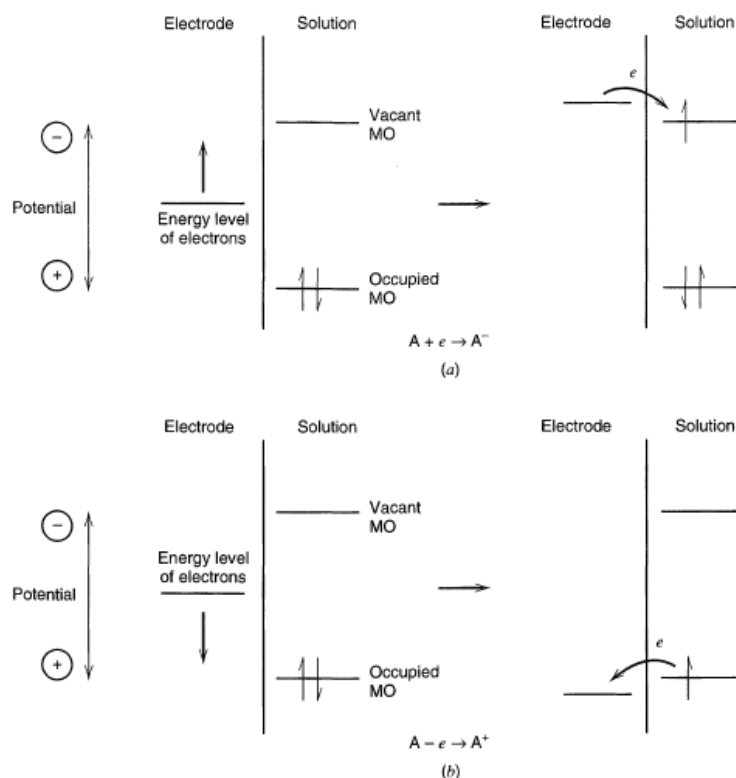 Electrode Solution Electrode Solution
e
− Vacant
MO
Potential
Energy level
of electrons
+ Occupied
MO
A + e → A⁻
(a)
Electrode Solution Electrode Solution
− Vacant
MO
Energy level
of electrons
Potential
e
+ Occupied
MO
A − e → A⁺
(b)